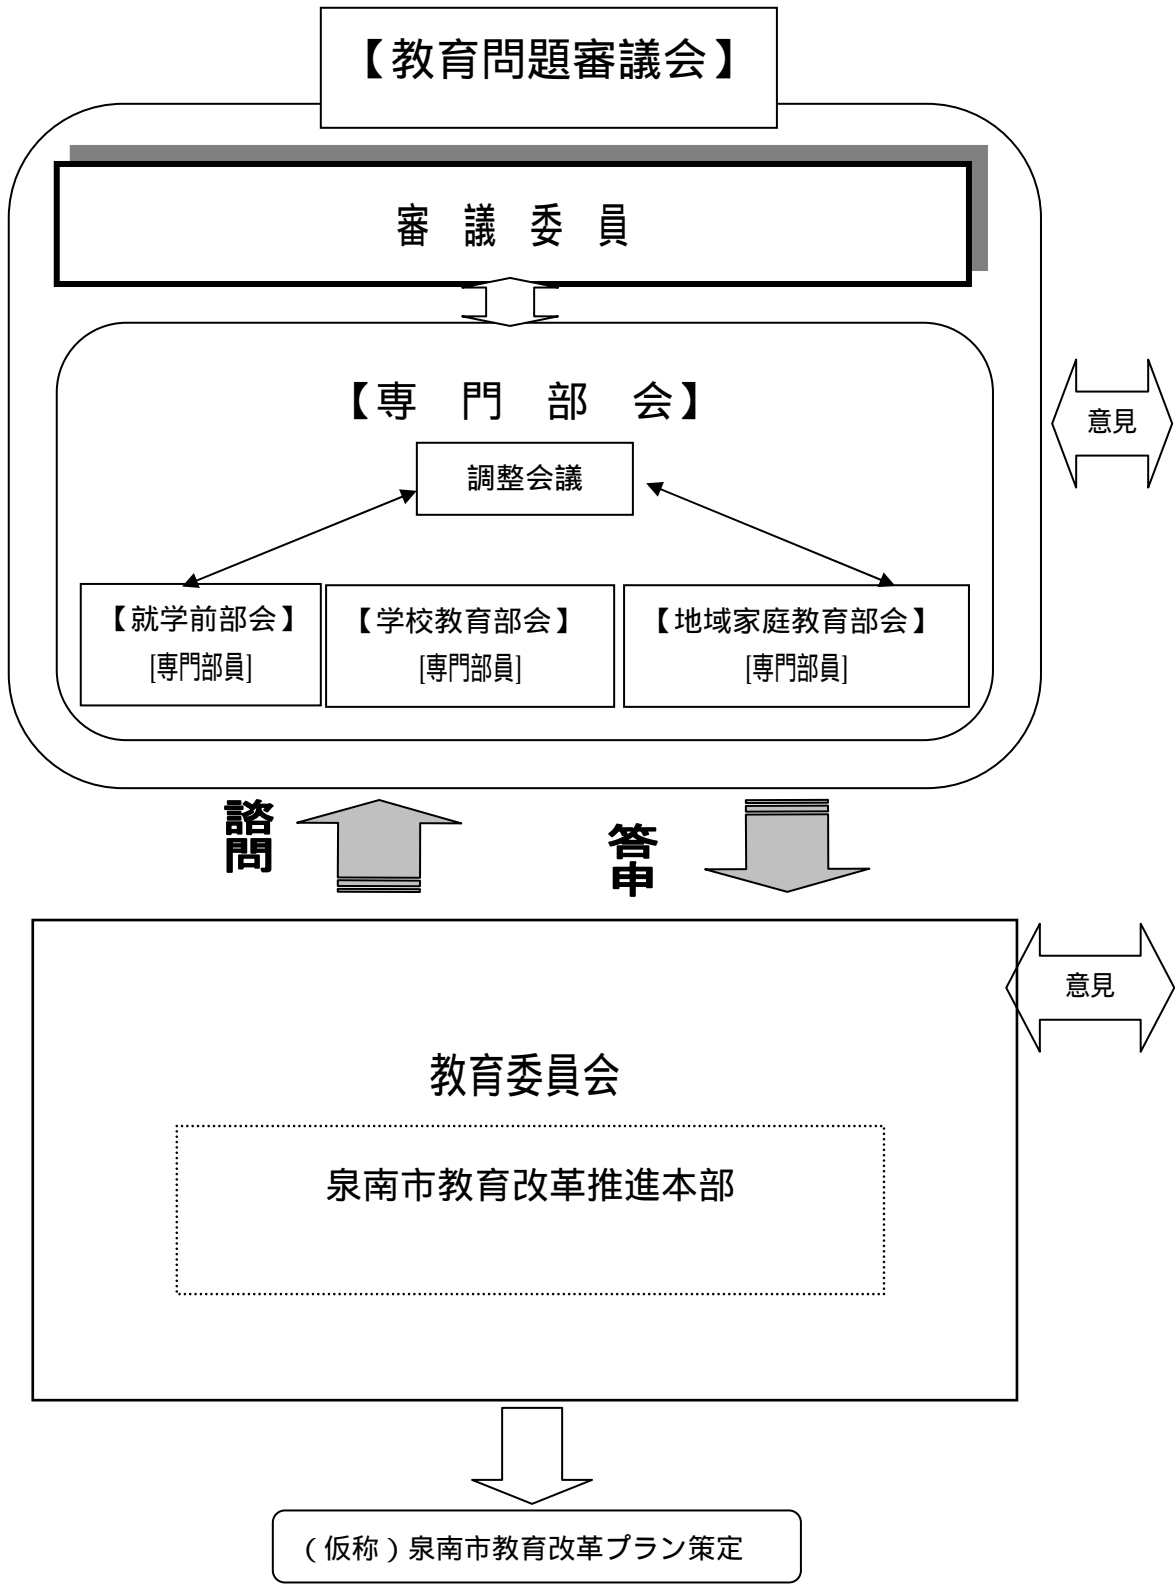 【教育問題審議会】
審　議　委　員
【専　門　部　会】
意見
調整会議
【就学前部会】
[専門部員]
【学校教育部会】
[専門部員]
【地域家庭教育部会】
[専門部員]
諮問
答申
意見
教育委員会
泉南市教育改革推進本部
（仮称）泉南市教育改革プラン策定